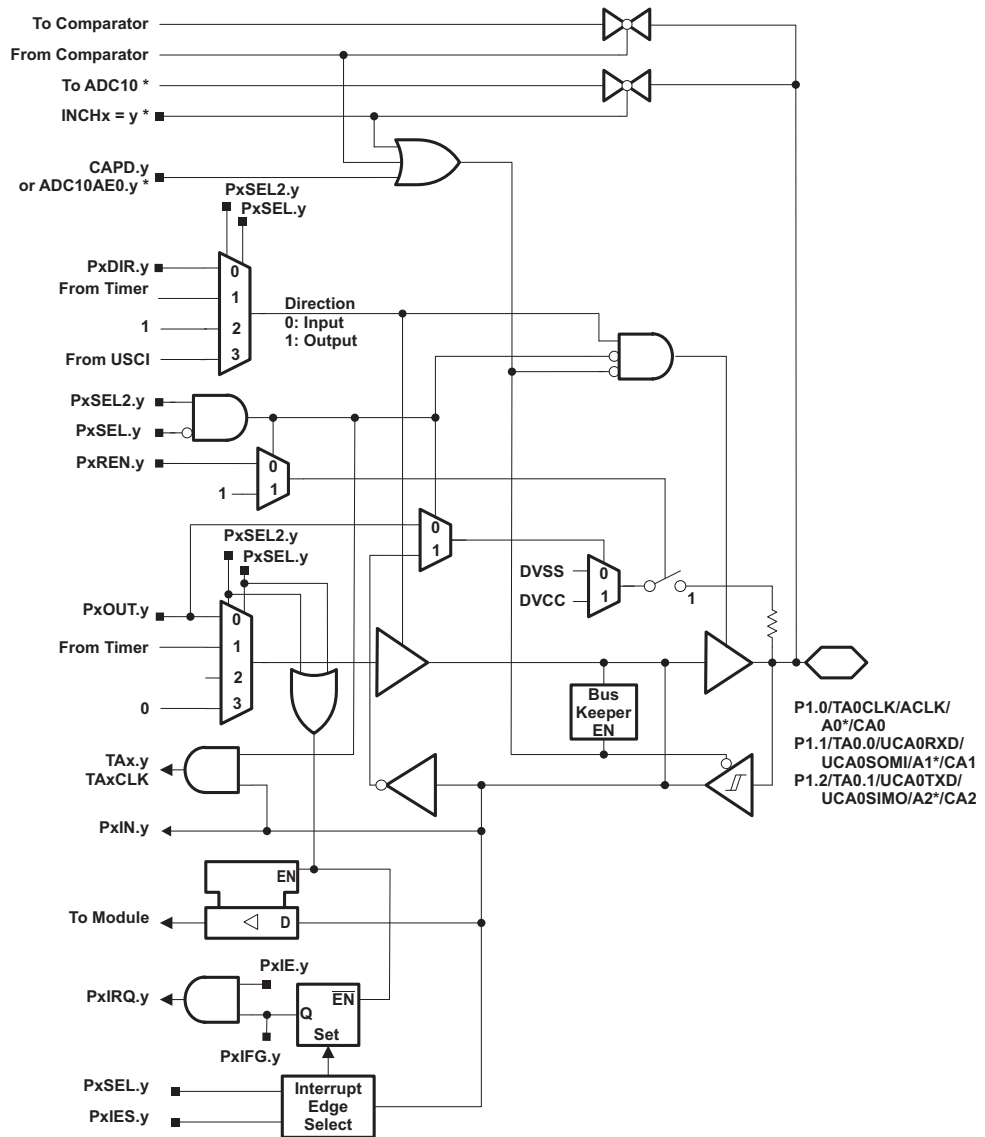 To Comparator
From Comparator
To ADC10 *
INCHx = y *
CAPD.y
or ADC10AE0.y *
PxSEL2.y
PxSEL.y
PxDIR.y
0
From Timer
1
Direction
0: Input
1: Output
1
2
From USCI
3
PxSEL2.y
PxSEL.y
PxREN.y
0
1
1
PxSEL2.y
PxSEL.y
0
1
DVSS
0
DVCC
1
1
PxOUT.y
0
From Timer
1
2
0
3
Bus
Keeper
EN
P1.0/TA0CLK/ACLK/
A0*/CA0
P1.1/TA0.0/UCA0RXD/
UCA0SOMI/A1*/CA1
P1.2/TA0.1/UCA0TXD/
UCA0SIMO/A2*/CA2
TAx.y
TAxCLK
PxIN.y
EN
To Module
D
PxIE.y
PxIRQ.y
EN
Q
Set
PxIFG.y
PxSEL.y
PxIES.y
Interrupt
Edge
Select